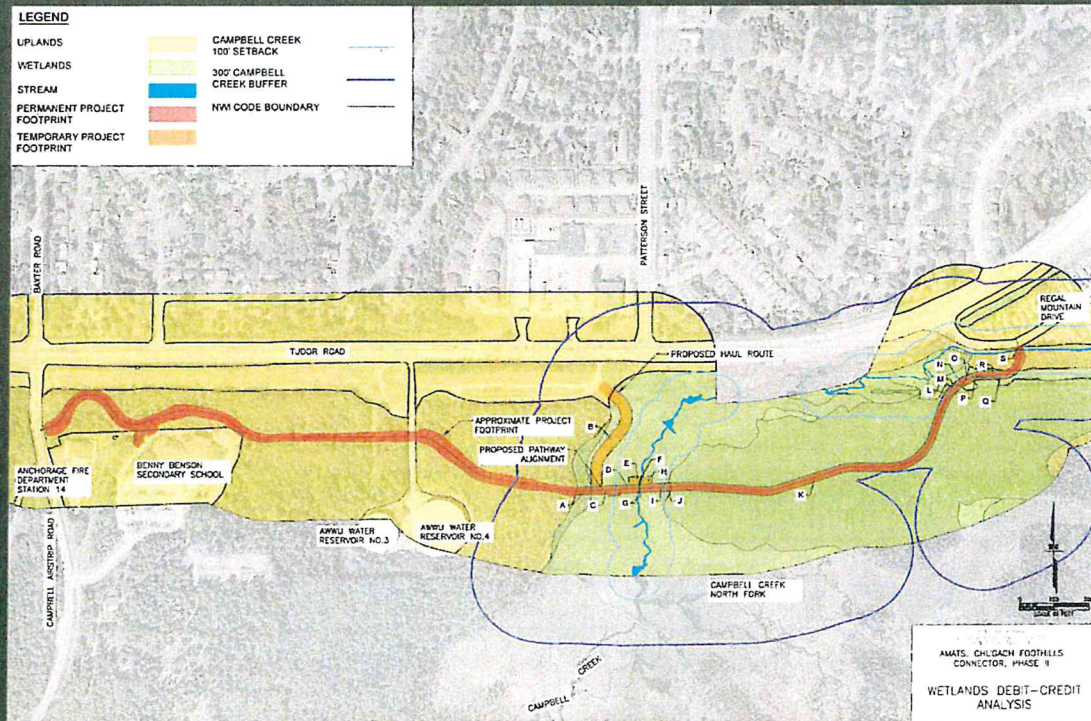 LEGEND
UPLANDS
WETLANDS
STREAM
PERMANENT PROJECT
FOOTPRINT
TEMPORARY PROJECT
FOOTPRINT
CAMPBELL CREEK
100' SETBACK
300' CAMPBELL
CREEK BUFFER
NWI CODE BOUNDARY
BAXTER ROAD
PATTERSON STREET
REGAL
MOUNTAIN
DRIVE
TUDOR ROAD
PROPOSED HAUL ROUTE
N
O
R
S
M
L
P
Q
APPROXIMATE PROJECT
FOOTPRINT
B
PROPOSED PATHWAY
ALIGNMENT
D
E
F
H
A
C
G
I
J
K
ANCHORAGE FIRE
DEPARTMENT
STATION 14
BENNY BENSON
SECONDARY SCHOOL
AWWU WATER
RESERVOIR NO.3
AWWU WATER
RESERVOIR NO.4
CAMPBELL AIRSTRIP ROAD
CAMPBELL CREEK
NORTH FORK
CAMPBELL CREEK
SCALE IN FEET
AMATS: CHUGACH FOOTHILLS
CONNECTOR, PHASE II
WETLANDS DEBIT-CREDIT
ANALYSIS